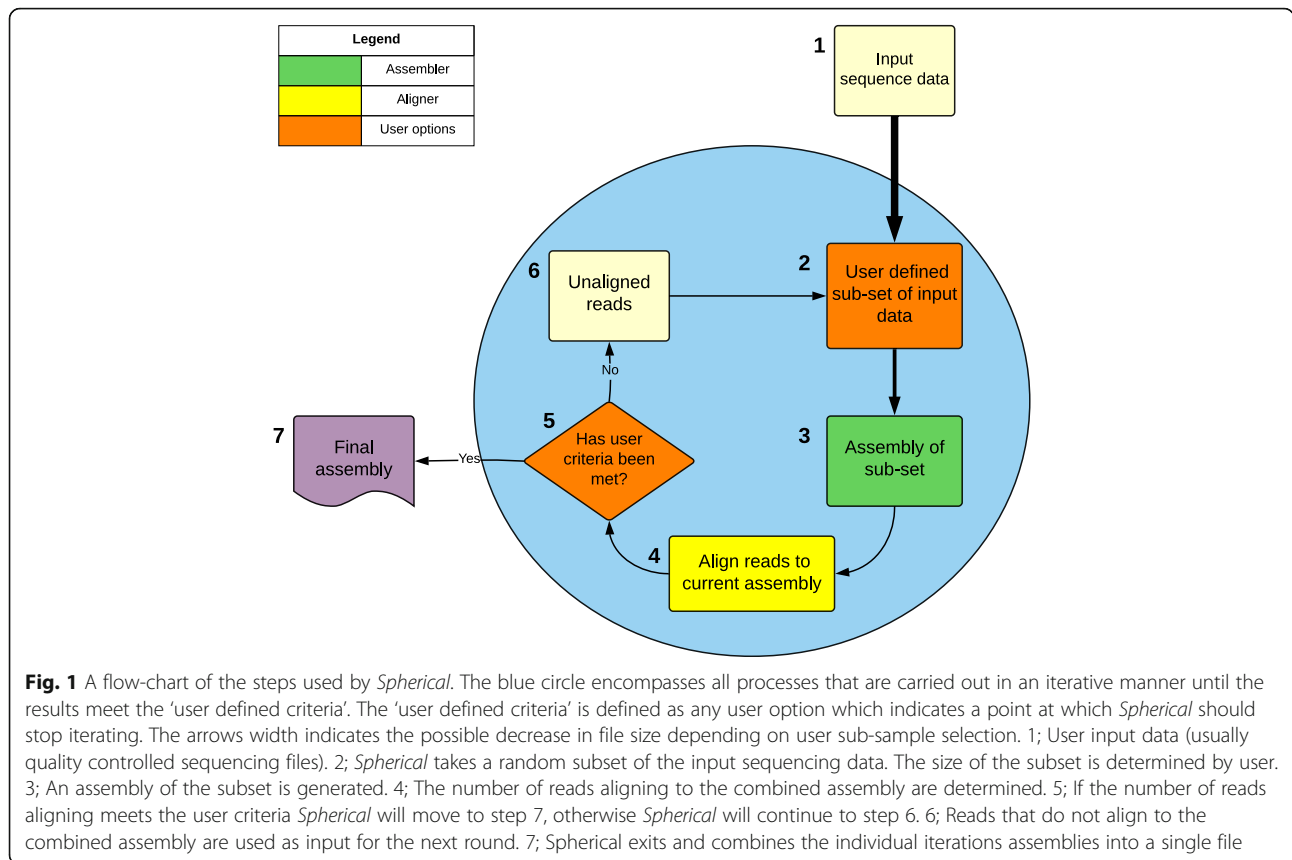 Legend
Assembler
Aligner
User options
1
Input
sequence data
2
User defined
sub-set of input
data
3
Assembly of
sub-set
4
Align reads to
current assembly
5
Has user
criteria been
met?
No
6
Unaligned
reads
Yes
7
Final
assembly
Fig. 1 A flow-chart of the steps used by Spherical. The blue circle encompasses all processes that are carried out in an iterative manner until the
results meet the ‘user defined criteria’. The ‘user defined criteria’ is defined as any user option which indicates a point at which Spherical should
stop iterating. The arrows width indicates the possible decrease in file size depending on user sub-sample selection. 1; User input data (usually
quality controlled sequencing files). 2; Spherical takes a random subset of the input sequencing data. The size of the subset is determined by user.
3; An assembly of the subset is generated. 4; The number of reads aligning to the combined assembly are determined. 5; If the number of reads
aligning meets the user criteria Spherical will move to step 7, otherwise Spherical will continue to step 6. 6; Reads that do not align to the
combined assembly are used as input for the next round. 7; Spherical exits and combines the individual iterations assemblies into a single file